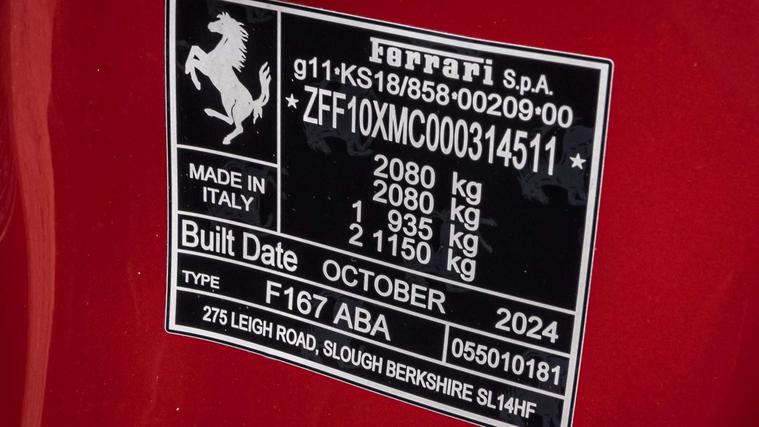 Ferrari S.p.A.
g11*KS18/858*00209*00
*ZFF10XMC000314511*
2080 kg
2080 kg
1 935 kg
2 1150 kg
MADE IN
ITALY
Built Date OCTOBER 2024
TYPE F167 ABA
055010181
275 LEIGH ROAD, SLOUGH BERKSHIRE SL14HF